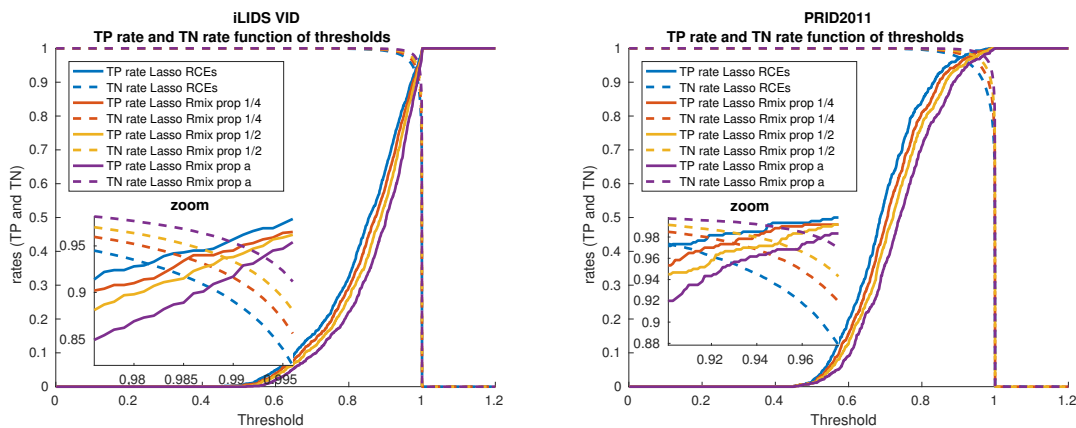 iLIDS VID
TP rate and TN rate function of thresholds
1
0.9
0.8
0.7
0.6
0.5
0.4
0.3
0.2
0.1
0
rates (TP and TN)
TP rate Lasso RCEs
TN rate Lasso RCEs
TP rate Lasso Rmix prop 1/4
TN rate Lasso Rmix prop 1/4
TP rate Lasso Rmix prop 1/2
TN rate Lasso Rmix prop 1/2
TP rate Lasso Rmix prop a
TN rate Lasso Rmix prop a
zoom
0.95
0.9
0.85
0.98 0.985 0.99 0.995
0 0.2 0.4 0.6 0.8 1 1.2
Threshold
PRID2011
TP rate and TN rate function of thresholds
1
0.9
0.8
0.7
0.6
0.5
0.4
0.3
0.2
0.1
0
rates (TP and TN)
TP rate Lasso RCEs
TN rate Lasso RCEs
TP rate Lasso Rmix prop 1/4
TN rate Lasso Rmix prop 1/4
TP rate Lasso Rmix prop 1/2
TN rate Lasso Rmix prop 1/2
TP rate Lasso Rmix prop a
TN rate Lasso Rmix prop a
zoom
0.98
0.96
0.94
0.92
0.9
0.88
0.92 0.94 0.96
0 0.2 0.4 0.6 0.8 1 1.2
Threshold